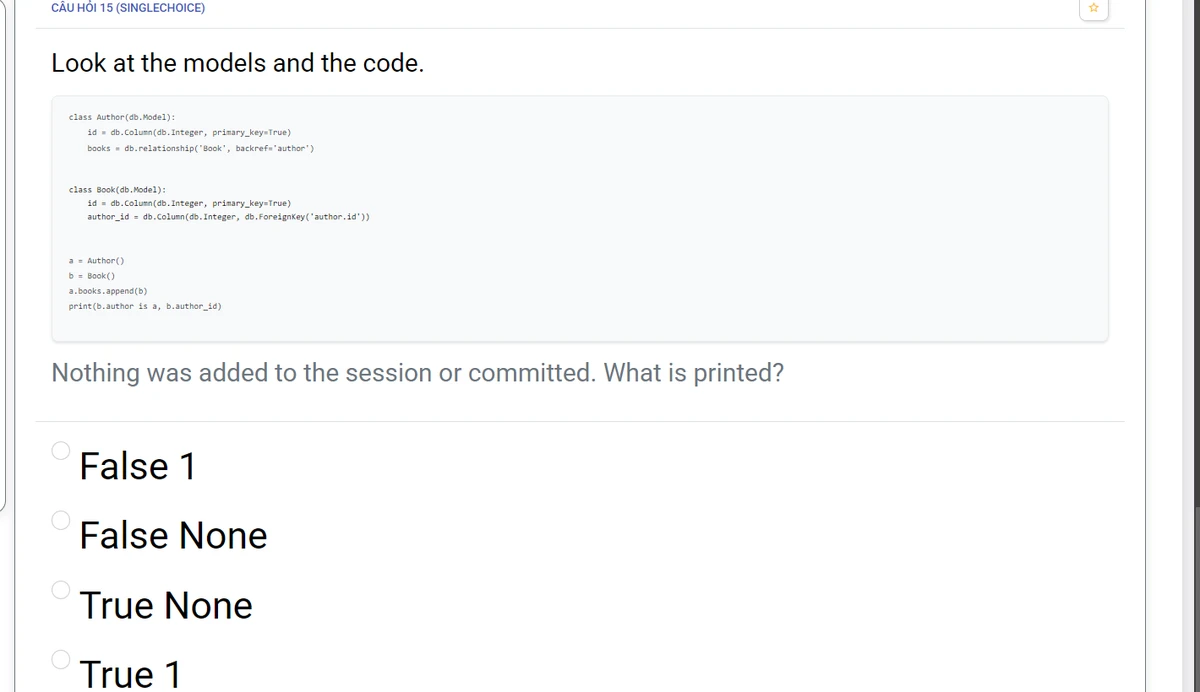 CÂU HỎI 15 (SINGLECHOICE)
Look at the models and the code.
class Author(db.Model):
    id = db.Column(db.Integer, primary_key=True)
    books = db.relationship('Book', backref='author')
class Book(db.Model):
    id = db.Column(db.Integer, primary_key=True)
    author_id = db.Column(db.Integer, db.ForeignKey('author.id'))
a = Author()
b = Book()
a.books.append(b)
print(b.author is a, b.author_id)
Nothing was added to the session or committed. What is printed?
False 1
False None
True None
True 1